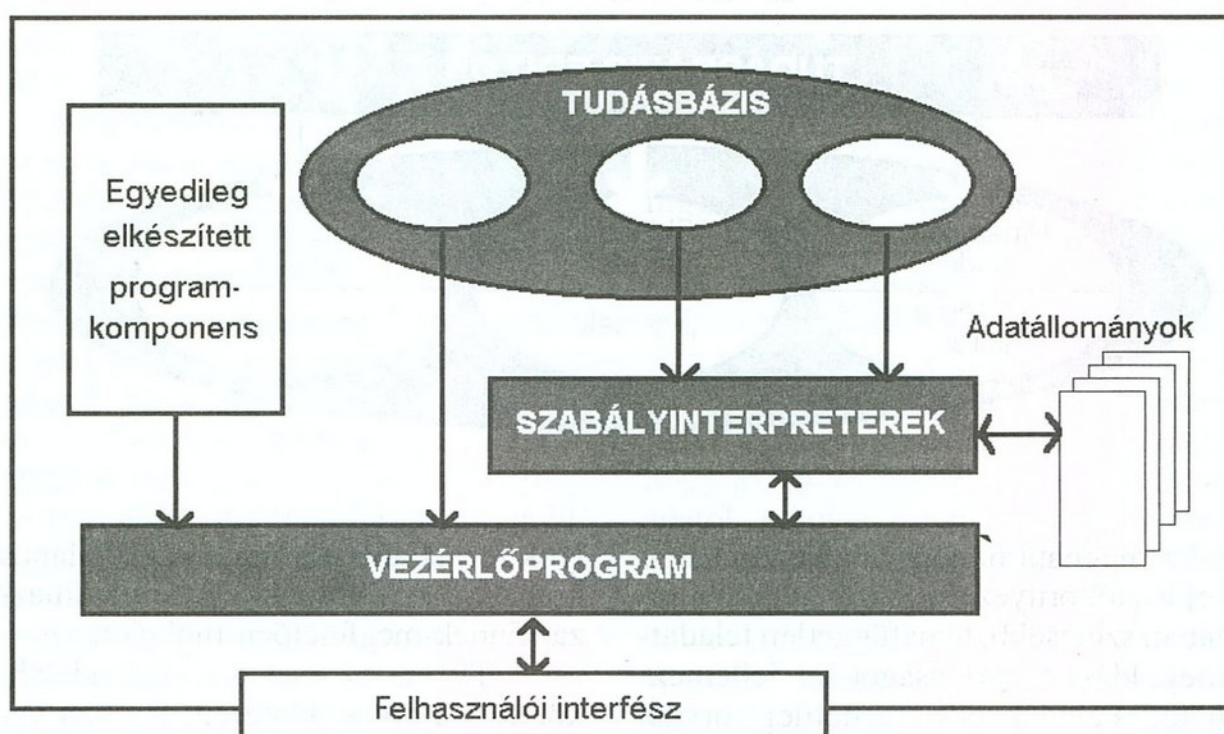 TUDÁSBÁZIS
Egyedileg
elkészített
program-
komponens
Adatállományok
SZABÁLYINTERPRETEREK
VEZÉRLŐPROGRAM
Felhasználói interfész